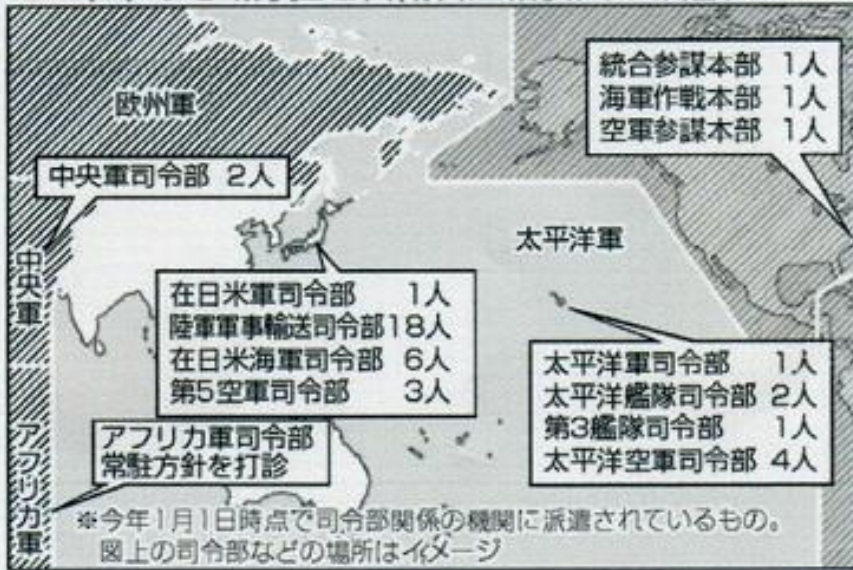 欧州軍
統合参謀本部 1人
海軍作戦本部 1人
空軍参謀本部 1人
中央軍司令部 2人
太平洋軍
中央軍
在日米軍司令部 1人
陸軍軍事輸送司令部18人
在日米海軍司令部 6人
第5空軍司令部 3人
太平洋軍司令部 1人
太平洋艦隊司令部 2人
第3艦隊司令部 1人
太平洋空軍司令部 4人
アフリカ軍司令部
常駐方針を打診
アフリカ軍
※今年1月1日時点で司令部関係の機関に派遣されているもの。
図上の司令部などの場所はイメージ